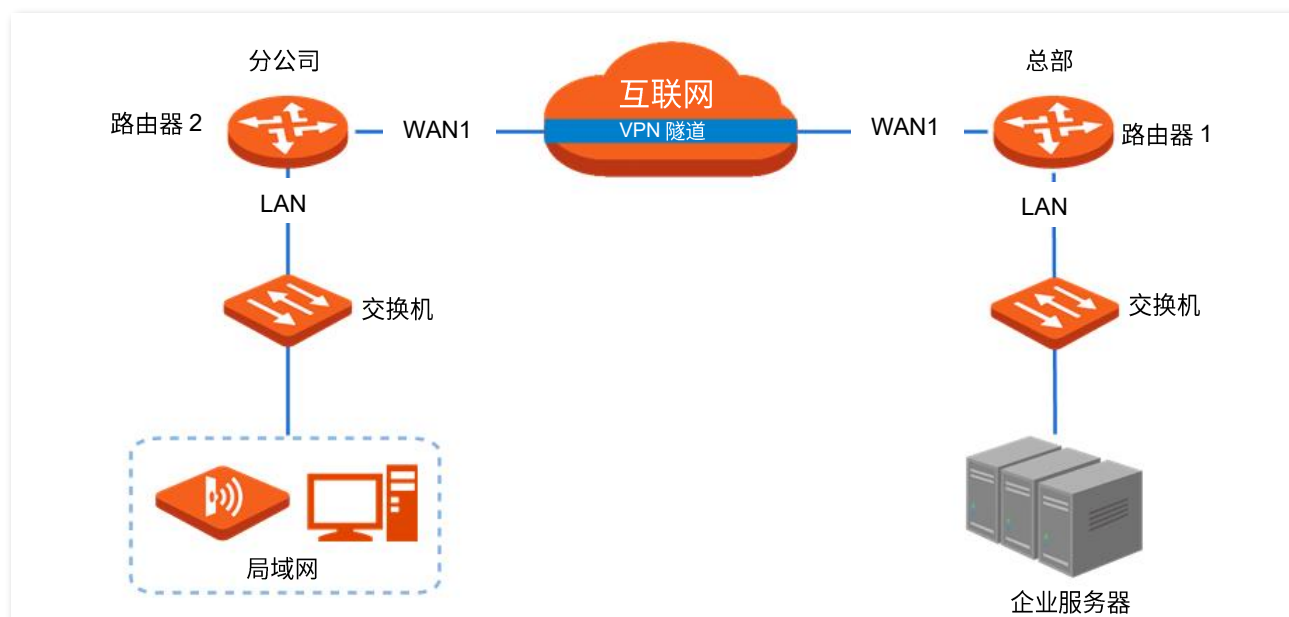 分公司
总部
路由器 2
WAN1
互联网
VPN 隧道
WAN1
路由器 1
LAN
LAN
交换机
交换机
局域网
企业服务器